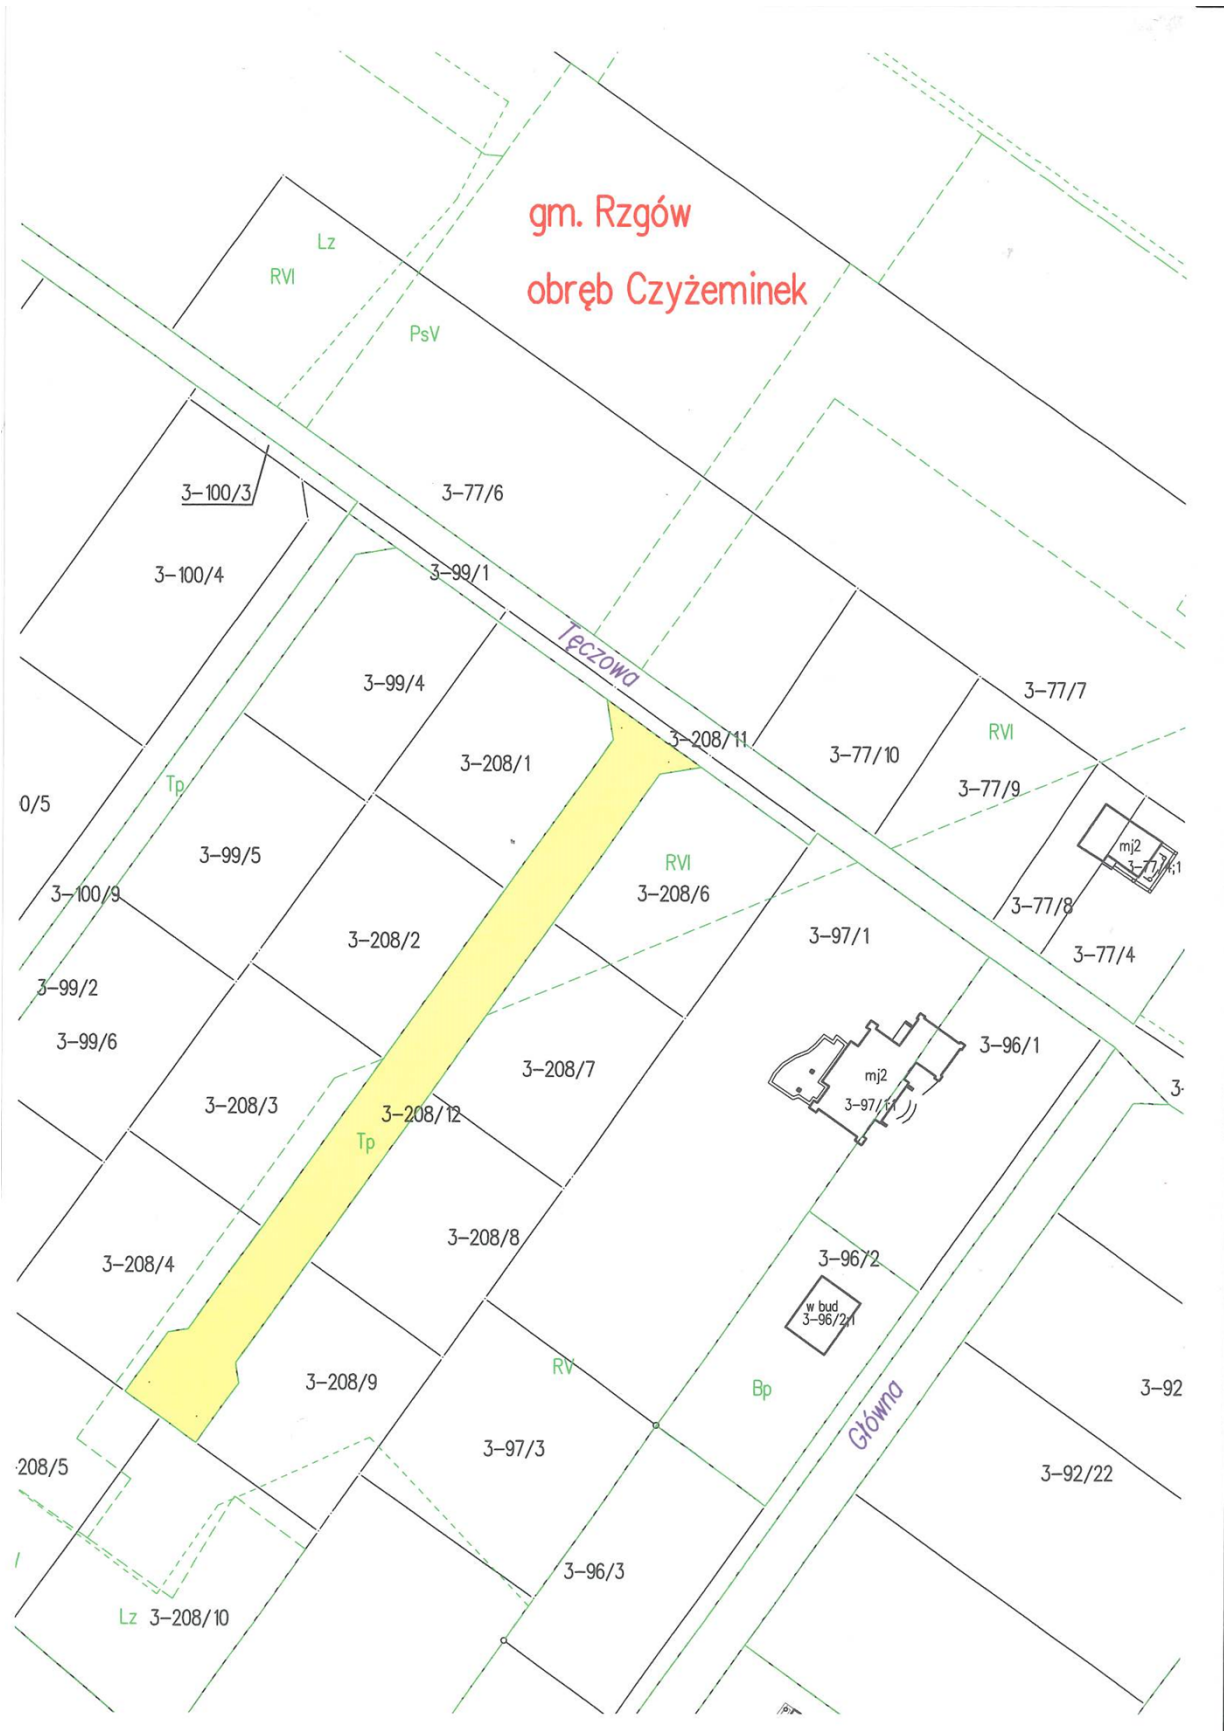 gm. Rzgów
Lz
RVI
obręb Czyżeminek
PsV
3-100/3
3-77/6
3-100/4
3-99/1
Tęczowa
3-99/4
3-77/7
RVI
3-208/11
3-77/10
3-208/1
Tp
3-77/9
0/5
mj2
3-99/5
RVI
3-208/6
3-100/9
3-77/8
3-97/1
3-208/2
3-77/4
3-99/2
3-99/6
3-96/1
3-208/7
mj2
3-
3-208/3
3-208/12
Tp
3-208/8
3-96/2
3-208/4
w bud
3-96/2;1
RV
3-208/9
Bp
3-92
Główna
3-97/3
208/5
3-92/22
3-96/3
Lz
3-208/10